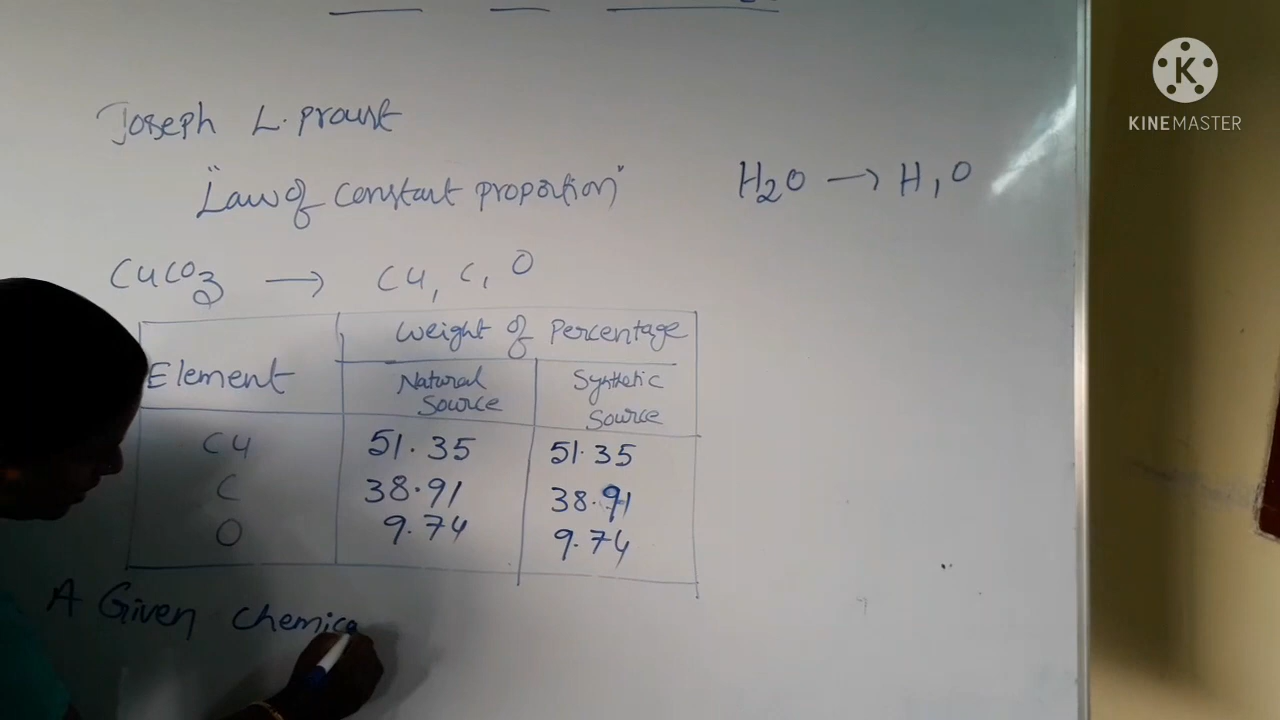 Joseph L. Proust
"Law of constant proportion"
H2O → H, O
CuCO3 → Cu, C, O
Element
Weight of Percentage
Natural Source
Synthetic Source
Cu 51.35 51.35
C 38.91 38.91
O 9.74 9.74
A Given chemica
K
KINEMASTER